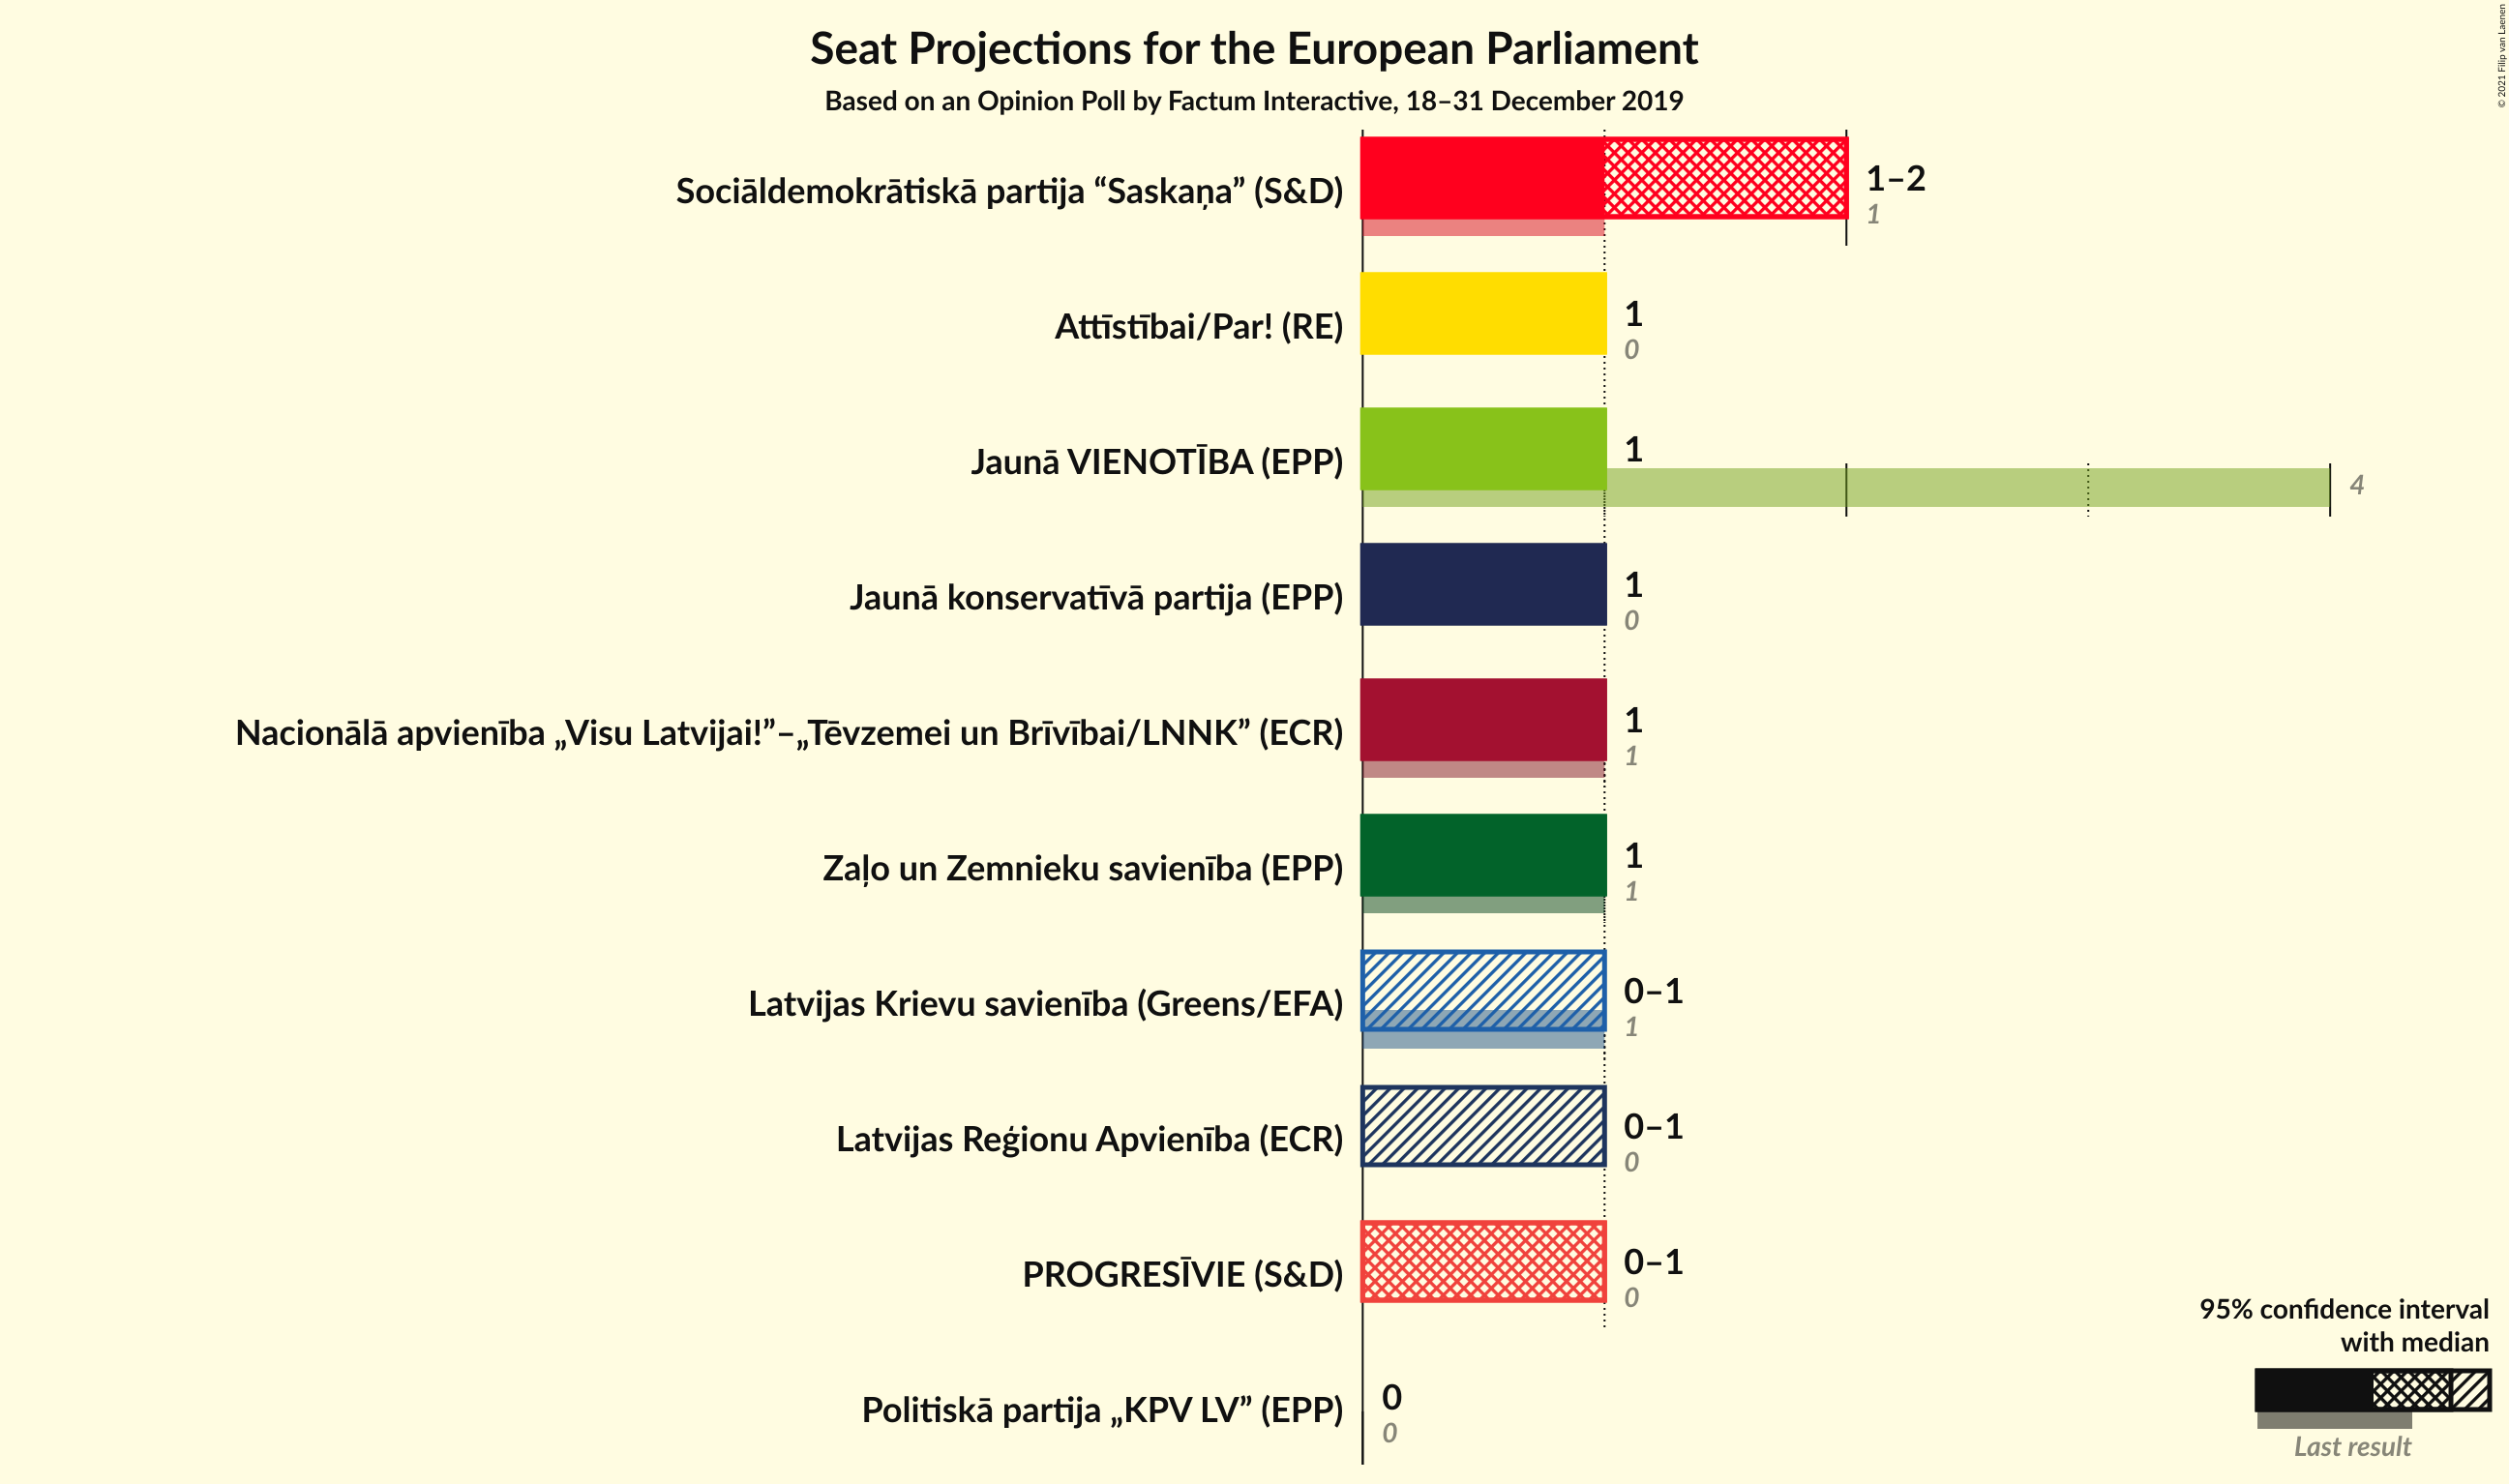 Seat Projections for the European Parliament
Based on an Opinion Poll by Factum Interactive, 18–31 December 2019
© 2021 Filip van Laenen
Sociāldemokrātiskā partija “Saskaņa” (S&D)
1–2
1
Attīstībai/Par! (RE)
1
0
Jaunā VIENOTĪBA (EPP)
1
4
Jaunā konservatīvā partija (EPP)
1
0
Nacionālā apvienība „Visu Latvijai!”–„Tēvzemei un Brīvībai/LNNK” (ECR)
1
1
Zaļo un Zemnieku savienība (EPP)
1
1
Latvijas Krievu savienība (Greens/EFA)
0–1
1
Latvijas Reģionu Apvienība (ECR)
0–1
0
PROGRESĪVIE (S&D)
0–1
0
Politiskā partija „KPV LV” (EPP)
0
0
95% confidence interval
with median
Last result